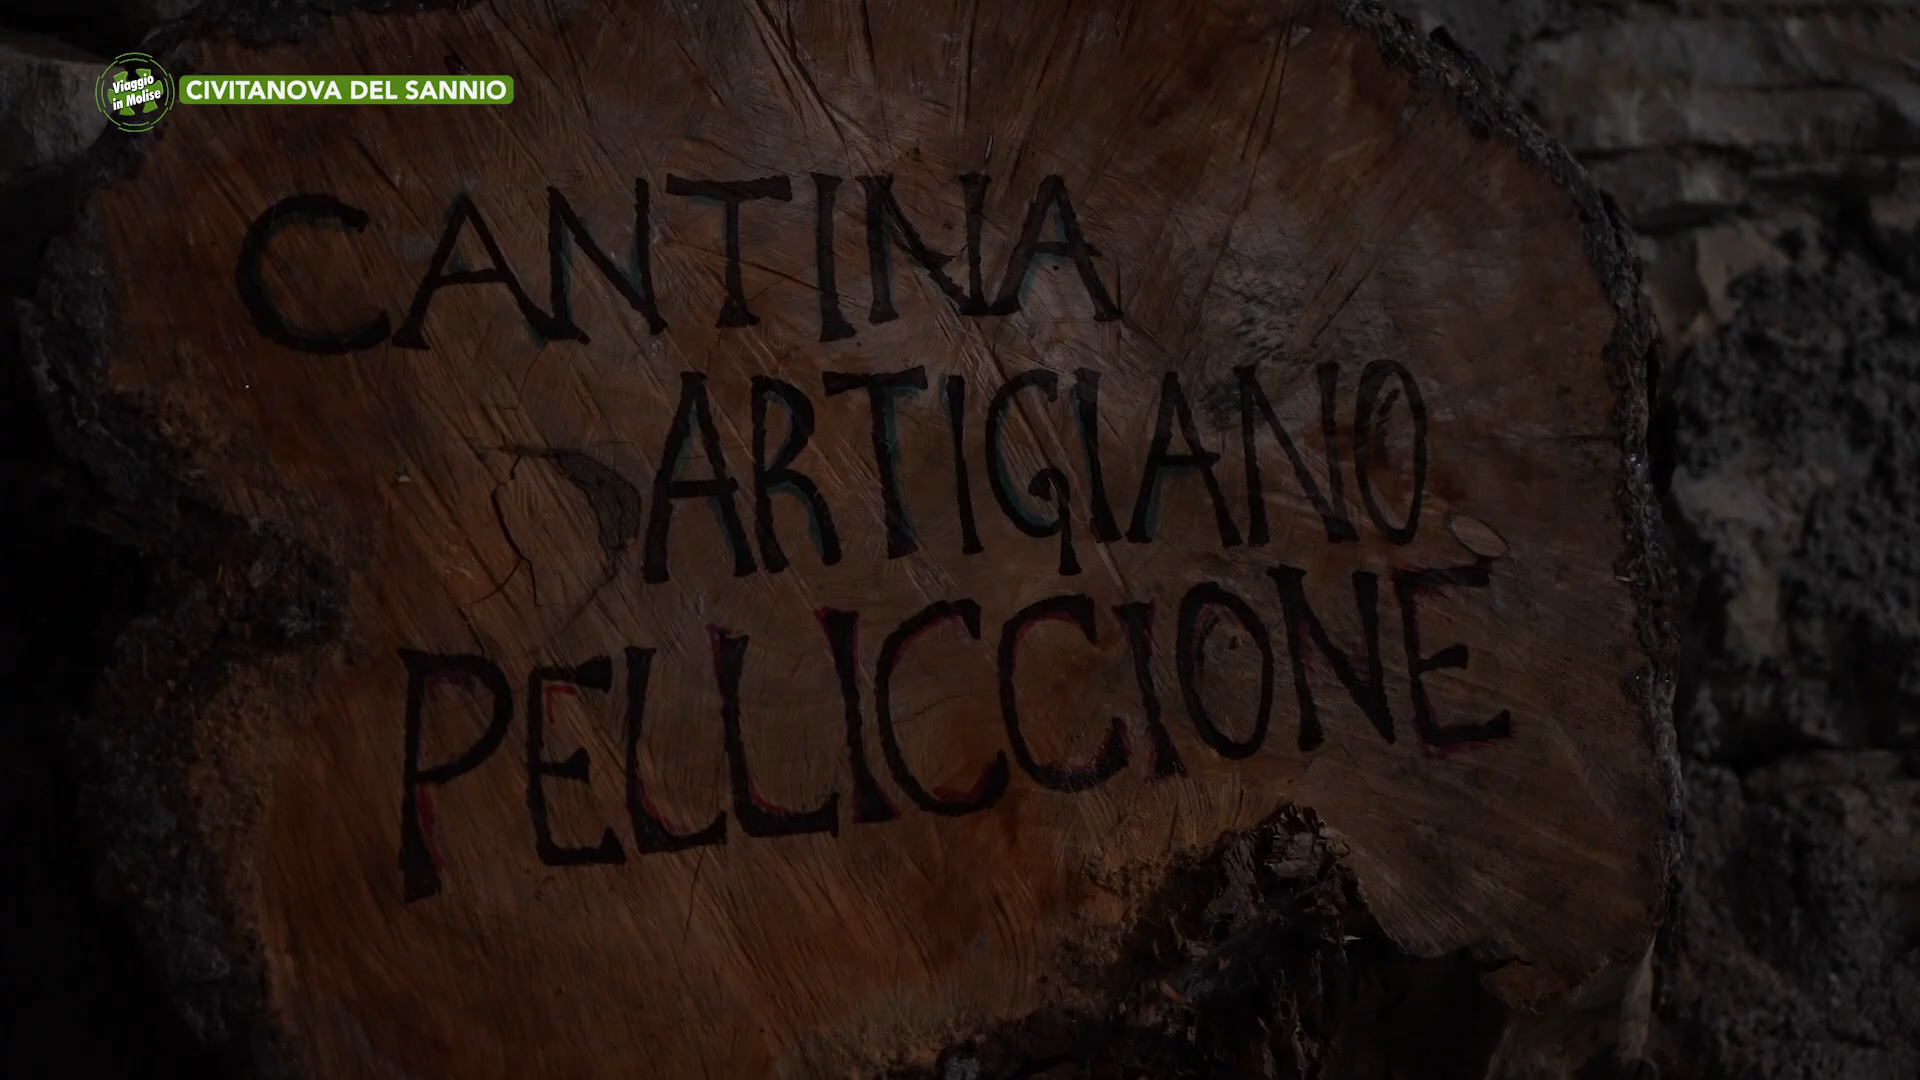 Viaggio
in Molise
CIVITANOVA DEL SANNIO
CANTINA
ARTIGIANO
PELLICCIONE